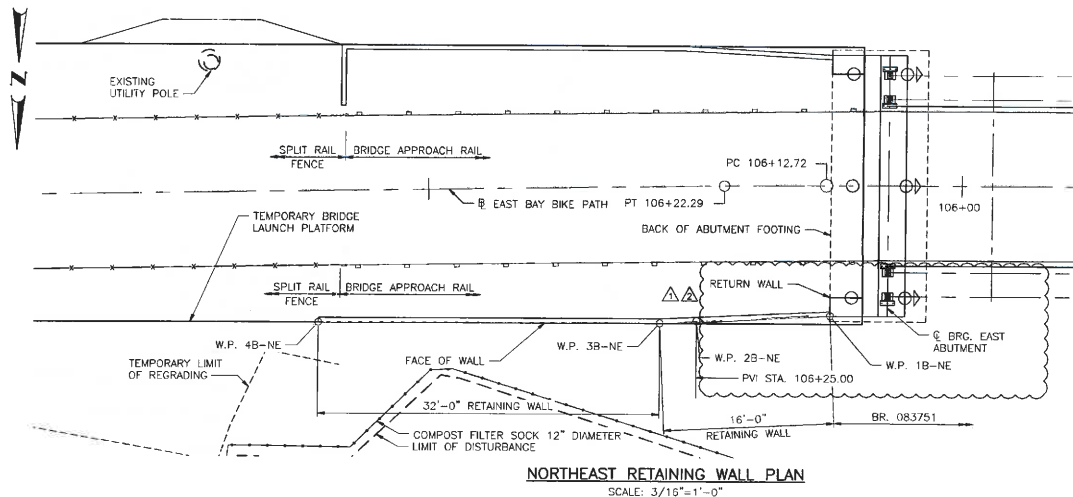 N
EXISTING
UTILITY POLE
SPLIT RAIL
FENCE
BRIDGE APPROACH RAIL
PC 106+12.72
℄ EAST BAY BIKE PATH
PT 106+22.29
106+00
TEMPORARY BRIDGE
LAUNCH PLATFORM
BACK OF ABUTMENT FOOTING
SPLIT RAIL
FENCE
BRIDGE APPROACH RAIL
1 2
RETURN WALL
℄ BRG. EAST
ABUTMENT
W.P. 4B-NE
FACE OF WALL
W.P. 3B-NE
W.P. 2B-NE
W.P. 1B-NE
TEMPORARY LIMIT
OF REGRADING
PVI STA. 106+25.00
32'-0" RETAINING WALL
16'-0"
RETAINING WALL
BR. 083751
COMPOST FILTER SOCK 12" DIAMETER
LIMIT OF DISTURBANCE
NORTHEAST RETAINING WALL PLAN
SCALE: 3/16"=1'-0"